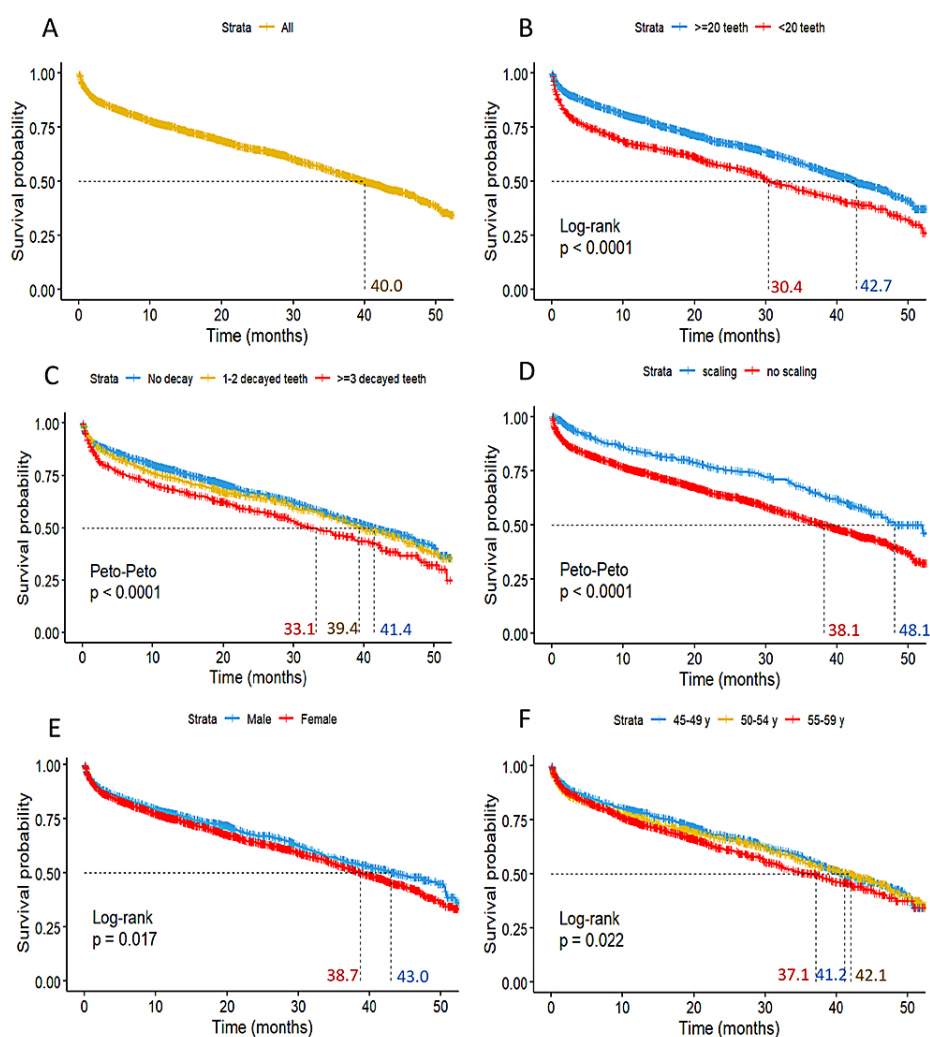 A
Strata All
Survival probability
1.00
0.75
0.50
0.25
0.00
40.0
0 10 20 30 40 50
Time (months)
B
Strata >=20 teeth <20 teeth
Survival probability
1.00
0.75
0.50
0.25
0.00
Log-rank
p < 0.0001
30.4 42.7
0 10 20 30 40 50
Time (months)
C
Strata No decay 1-2 decayed teeth >=3 decayed teeth
Survival probability
1.00
0.75
0.50
0.25
0.00
Peto-Peto
p < 0.0001
33.1 39.4 41.4
0 10 20 30 40 50
Time (months)
D
Strata scaling no scaling
Survival probability
1.00
0.75
0.50
0.25
0.00
Peto-Peto
p < 0.0001
38.1 48.1
0 10 20 30 40 50
Time (months)
E
Strata Male Female
Survival probability
1.00
0.75
0.50
0.25
0.00
Log-rank
p = 0.017
38.7 43.0
0 10 20 30 40 50
Time (months)
F
Strata 45-49 y 50-54 y 55-59 y
Survival probability
1.00
0.75
0.50
0.25
0.00
Log-rank
p = 0.022
37.1 41.2 42.1
0 10 20 30 40 50
Time (months)